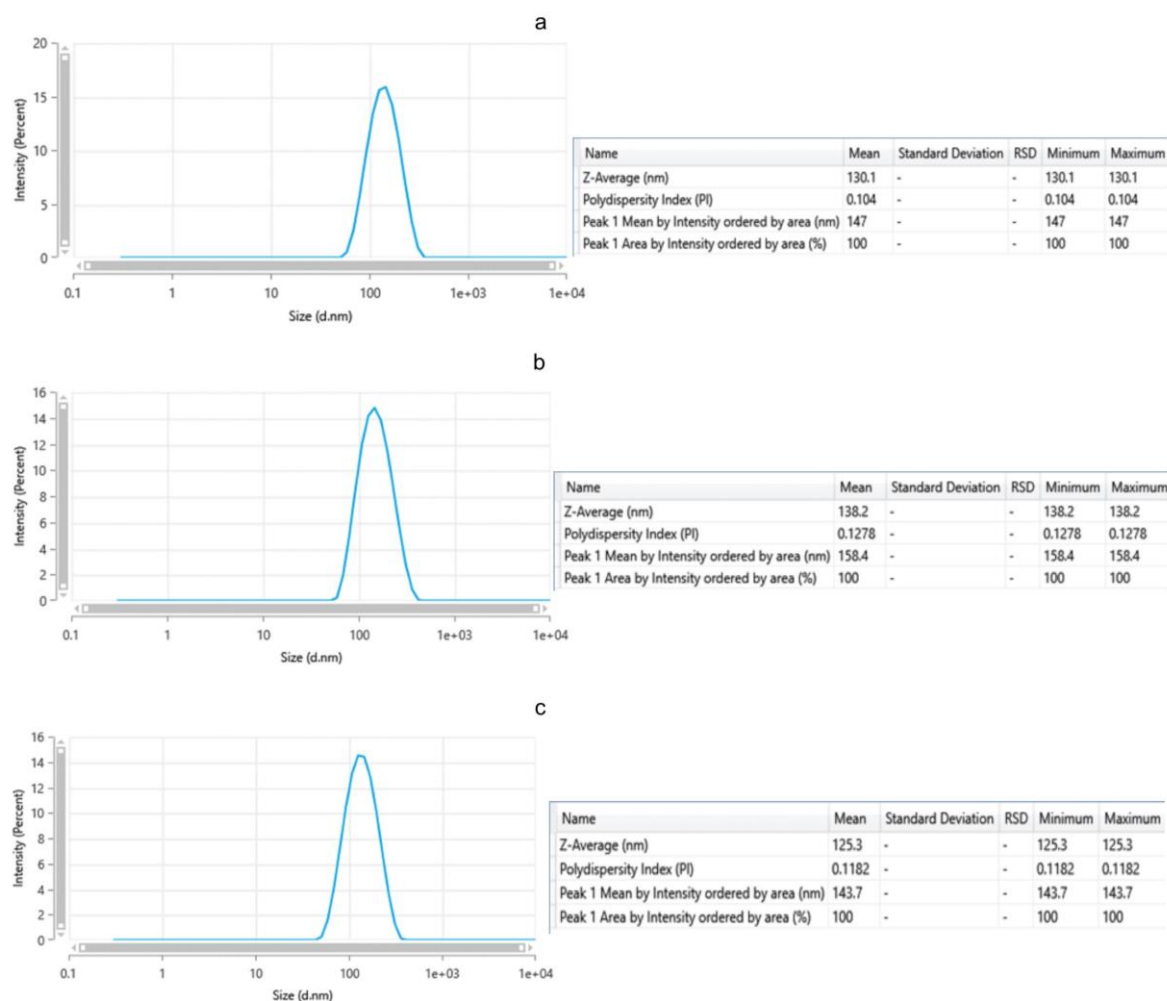 a
20
15
10
5
0
Intensity (Percent)
0.1 1 10 100 1e+03 1e+04
Size (d.nm)
Name Mean Standard Deviation RSD Minimum Maximum
Z-Average (nm) 130.1 - - 130.1 130.1
Polydispersity Index (PI) 0.104 - - 0.104 0.104
Peak 1 Mean by Intensity ordered by area (nm) 147 - - 147 147
Peak 1 Area by Intensity ordered by area (%) 100 - - 100 100
b
16
14
12
10
8
6
4
2
0
Intensity (Percent)
0.1 1 10 100 1e+03 1e+04
Size (d.nm)
Name Mean Standard Deviation RSD Minimum Maximum
Z-Average (nm) 138.2 - - 138.2 138.2
Polydispersity Index (PI) 0.1278 - - 0.1278 0.1278
Peak 1 Mean by Intensity ordered by area (nm) 158.4 - - 158.4 158.4
Peak 1 Area by Intensity ordered by area (%) 100 - - 100 100
c
16
14
12
10
8
6
4
2
0
Intensity (Percent)
0.1 1 10 100 1e+03 1e+04
Size (d.nm)
Name Mean Standard Deviation RSD Minimum Maximum
Z-Average (nm) 125.3 - - 125.3 125.3
Polydispersity Index (PI) 0.1182 - - 0.1182 0.1182
Peak 1 Mean by Intensity ordered by area (nm) 143.7 - - 143.7 143.7
Peak 1 Area by Intensity ordered by area (%) 100 - - 100 100